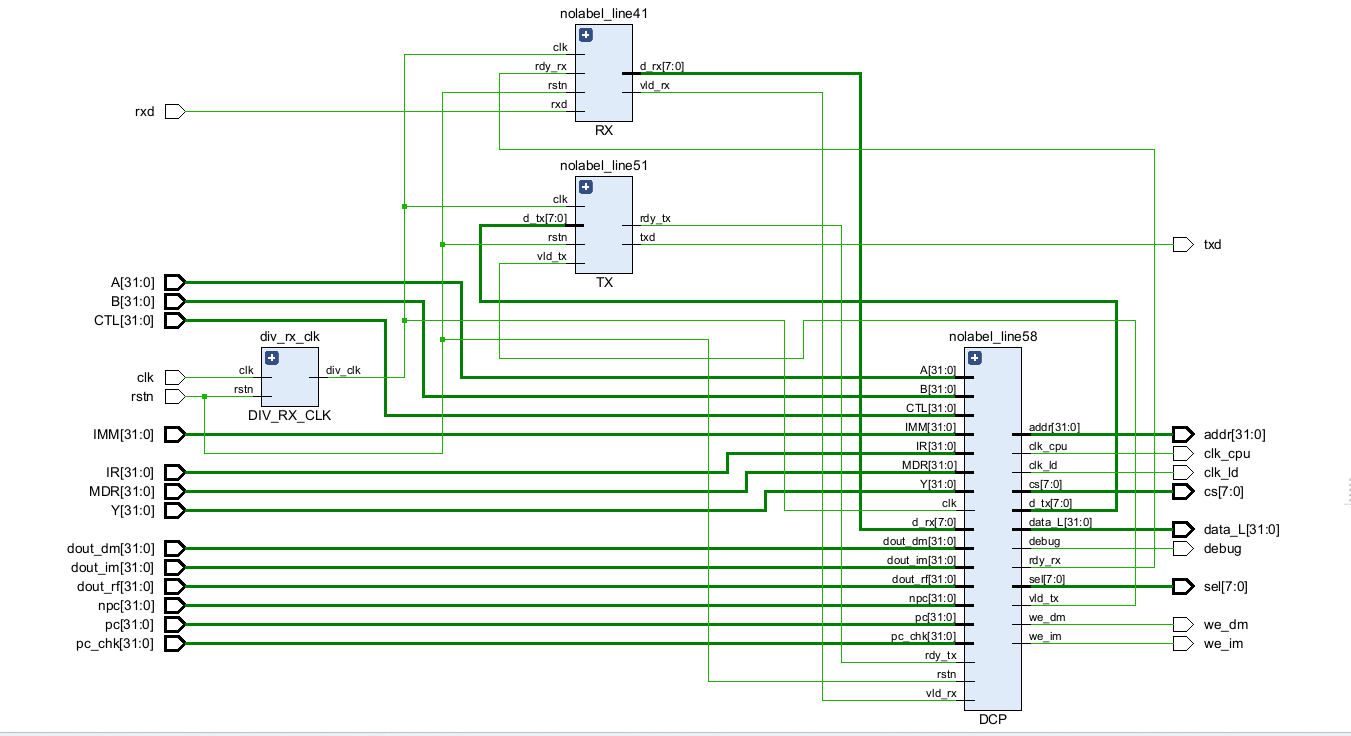 nolabel_line41
clk
rdy_rx
rstn
rxd
d_rx[7:0]
vld_rx
RX
rxd
nolabel_line51
clk
d_tx[7:0]
rstn
vld_tx
rdy_tx
txd
TX
txd
A[31:0]
B[31:0]
CTL[31:0]
div_rx_clk
clk
rstn
div_clk
DIV_RX_CLK
clk
rstn
IMM[31:0]
IR[31:0]
MDR[31:0]
Y[31:0]
dout_dm[31:0]
dout_im[31:0]
dout_rf[31:0]
npc[31:0]
pc[31:0]
pc_chk[31:0]
nolabel_line58
A[31:0]
B[31:0]
CTL[31:0]
IMM[31:0]
IR[31:0]
MDR[31:0]
Y[31:0]
clk
d_rx[7:0]
dout_dm[31:0]
dout_im[31:0]
dout_rf[31:0]
npc[31:0]
pc[31:0]
pc_chk[31:0]
rdy_tx
rstn
vld_rx
addr[31:0]
clk_cpu
clk_ld
cs[7:0]
d_tx[7:0]
data_L[31:0]
debug
rdy_rx
sel[7:0]
vld_tx
we_dm
we_im
DCP
addr[31:0]
clk_cpu
clk_ld
cs[7:0]
data_L[31:0]
debug
sel[7:0]
we_dm
we_im